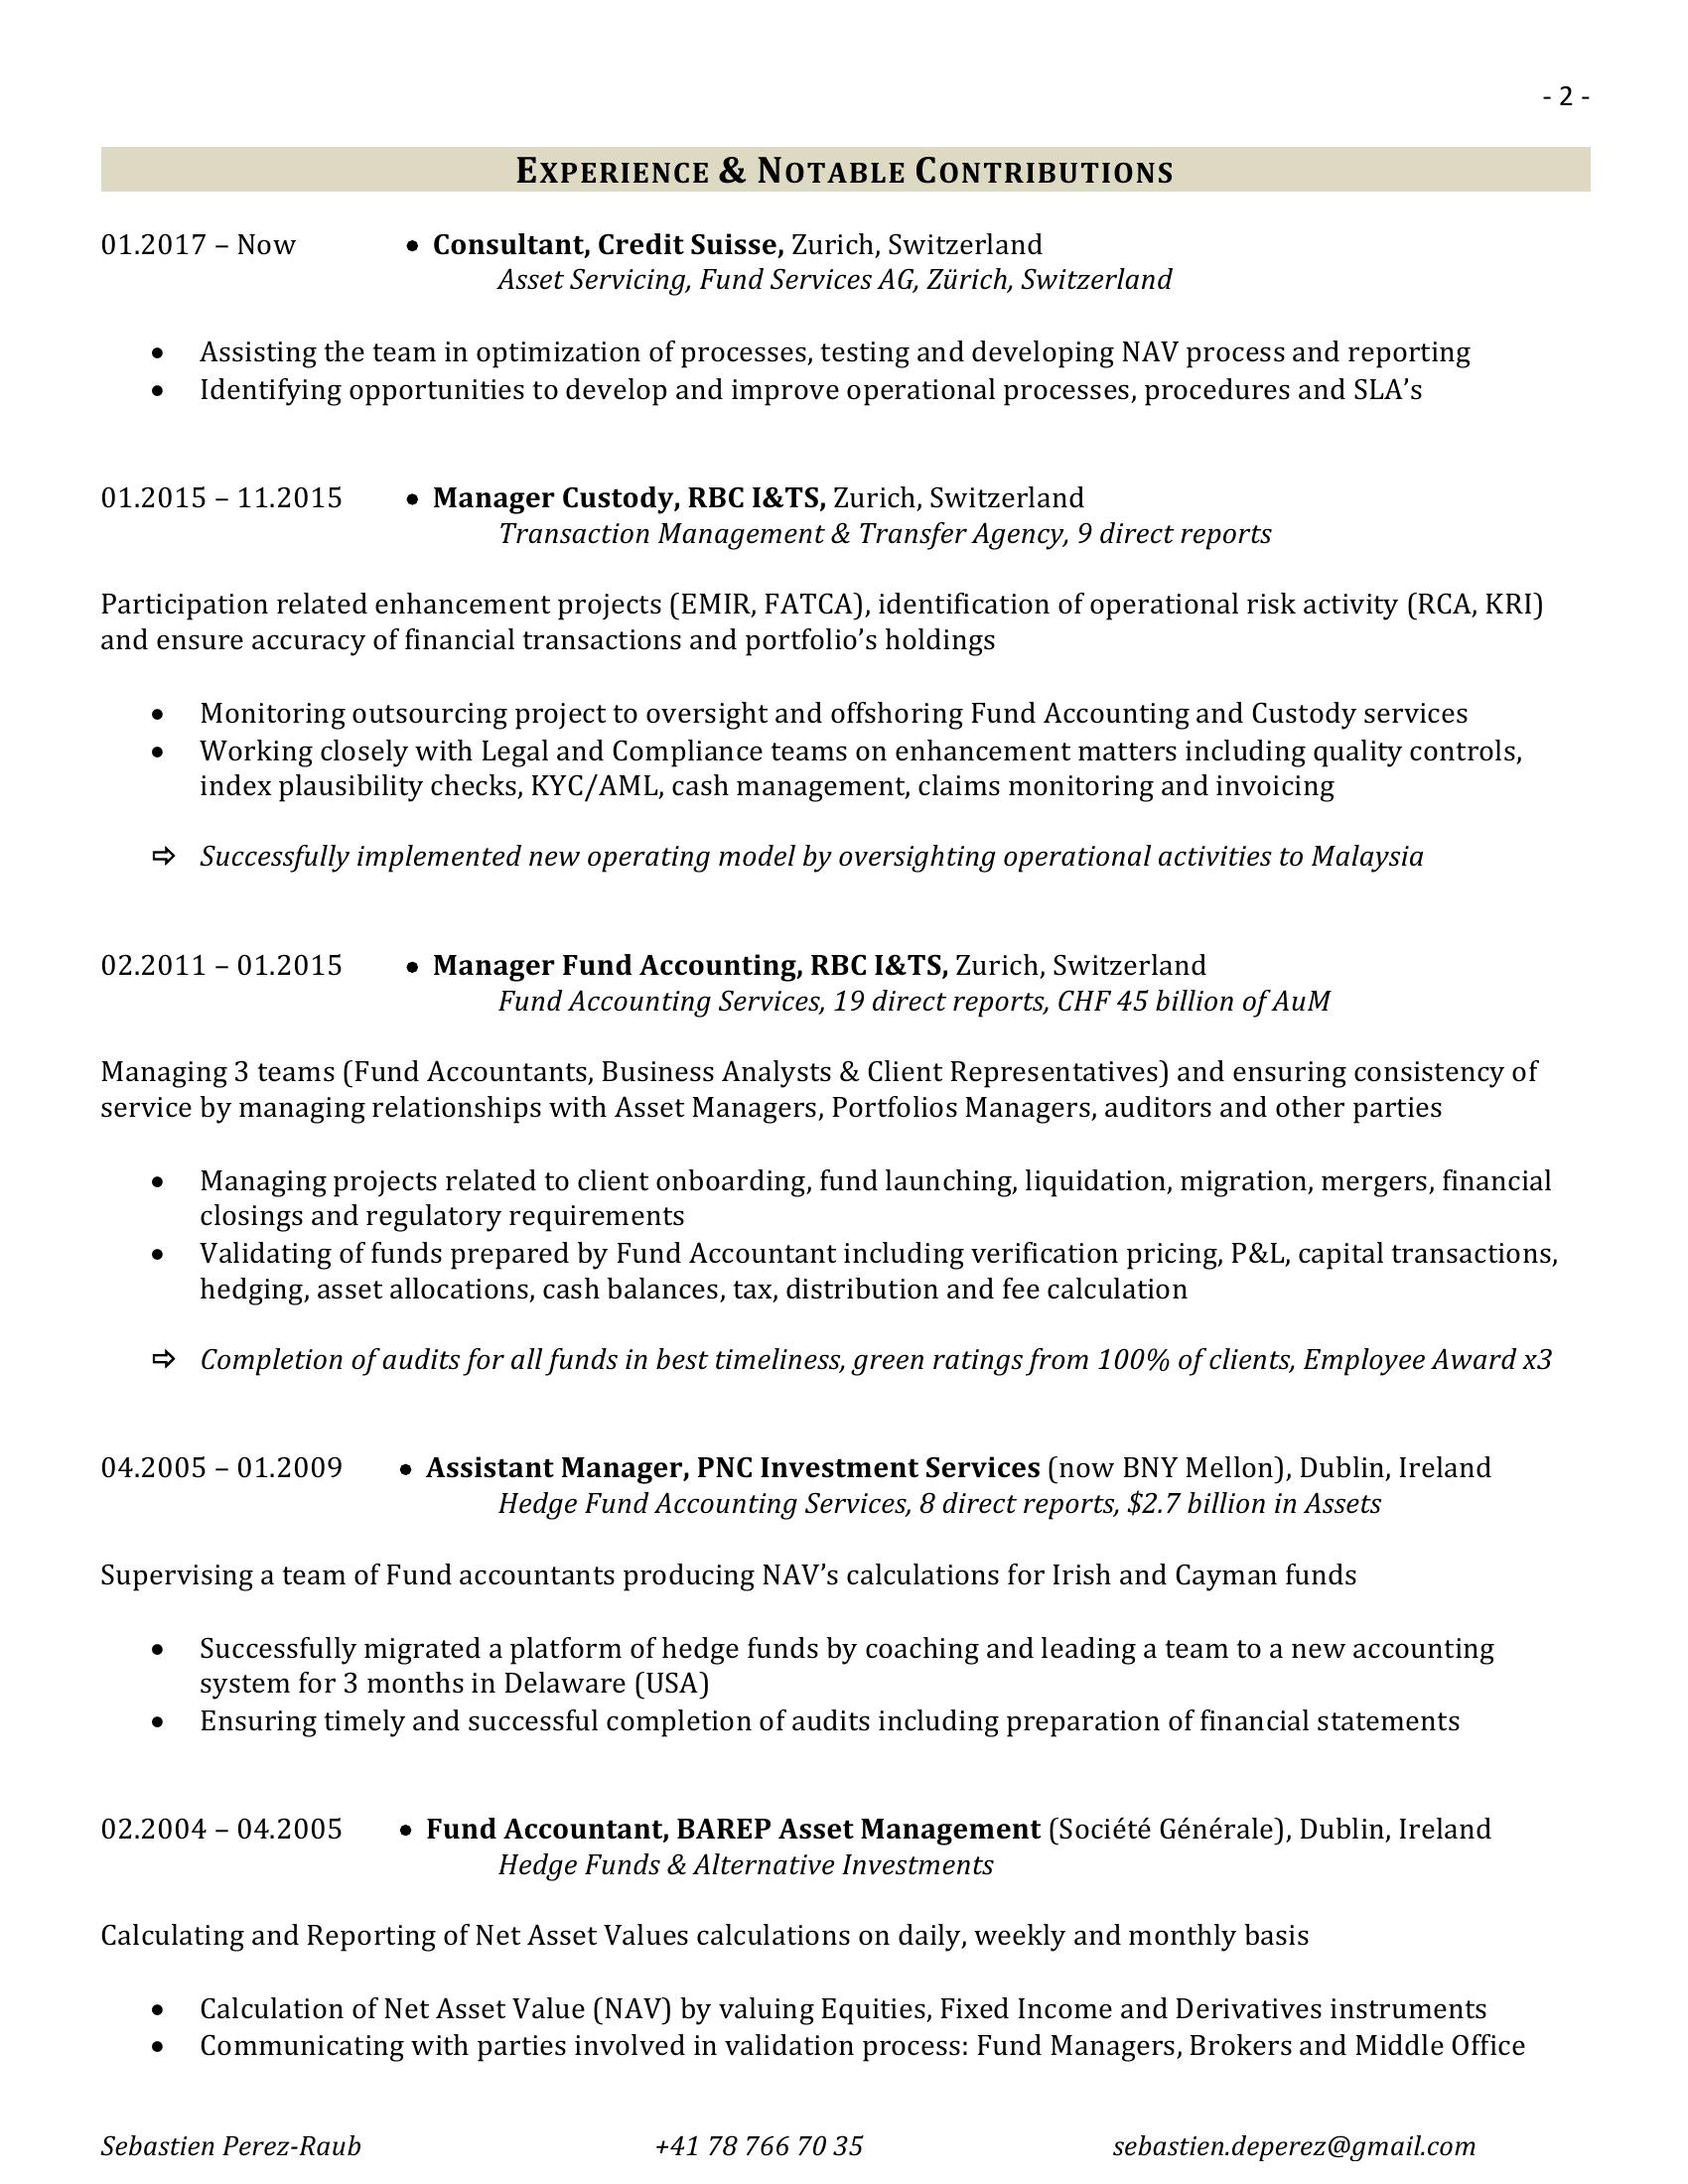 - 2 -
EXPERIENCE & NOTABLE CONTRIBUTIONS
01.2017 – Now • Consultant, Credit Suisse, Zurich, Switzerland
Asset Servicing, Fund Services AG, Zürich, Switzerland
• Assisting the team in optimization of processes, testing and developing NAV process and reporting
• Identifying opportunities to develop and improve operational processes, procedures and SLA’s
01.2015 – 11.2015 • Manager Custody, RBC I&TS, Zurich, Switzerland
Transaction Management & Transfer Agency, 9 direct reports
Participation related enhancement projects (EMIR, FATCA), identification of operational risk activity (RCA, KRI)
and ensure accuracy of financial transactions and portfolio’s holdings
• Monitoring outsourcing project to oversight and offshoring Fund Accounting and Custody services
• Working closely with Legal and Compliance teams on enhancement matters including quality controls,
index plausibility checks, KYC/AML, cash management, claims monitoring and invoicing
⇨ Successfully implemented new operating model by oversighting operational activities to Malaysia
02.2011 – 01.2015 • Manager Fund Accounting, RBC I&TS, Zurich, Switzerland
Fund Accounting Services, 19 direct reports, CHF 45 billion of AuM
Managing 3 teams (Fund Accountants, Business Analysts & Client Representatives) and ensuring consistency of
service by managing relationships with Asset Managers, Portfolios Managers, auditors and other parties
• Managing projects related to client onboarding, fund launching, liquidation, migration, mergers, financial
closings and regulatory requirements
• Validating of funds prepared by Fund Accountant including verification pricing, P&L, capital transactions,
hedging, asset allocations, cash balances, tax, distribution and fee calculation
⇨ Completion of audits for all funds in best timeliness, green ratings from 100% of clients, Employee Award x3
04.2005 – 01.2009 • Assistant Manager, PNC Investment Services (now BNY Mellon), Dublin, Ireland
Hedge Fund Accounting Services, 8 direct reports, $2.7 billion in Assets
Supervising a team of Fund accountants producing NAV’s calculations for Irish and Cayman funds
• Successfully migrated a platform of hedge funds by coaching and leading a team to a new accounting
system for 3 months in Delaware (USA)
• Ensuring timely and successful completion of audits including preparation of financial statements
02.2004 – 04.2005 • Fund Accountant, BAREP Asset Management (Société Générale), Dublin, Ireland
Hedge Funds & Alternative Investments
Calculating and Reporting of Net Asset Values calculations on daily, weekly and monthly basis
• Calculation of Net Asset Value (NAV) by valuing Equities, Fixed Income and Derivatives instruments
• Communicating with parties involved in validation process: Fund Managers, Brokers and Middle Office
Sebastien Perez-Raub +41 78 766 70 35 sebastien.deperez@gmail.com